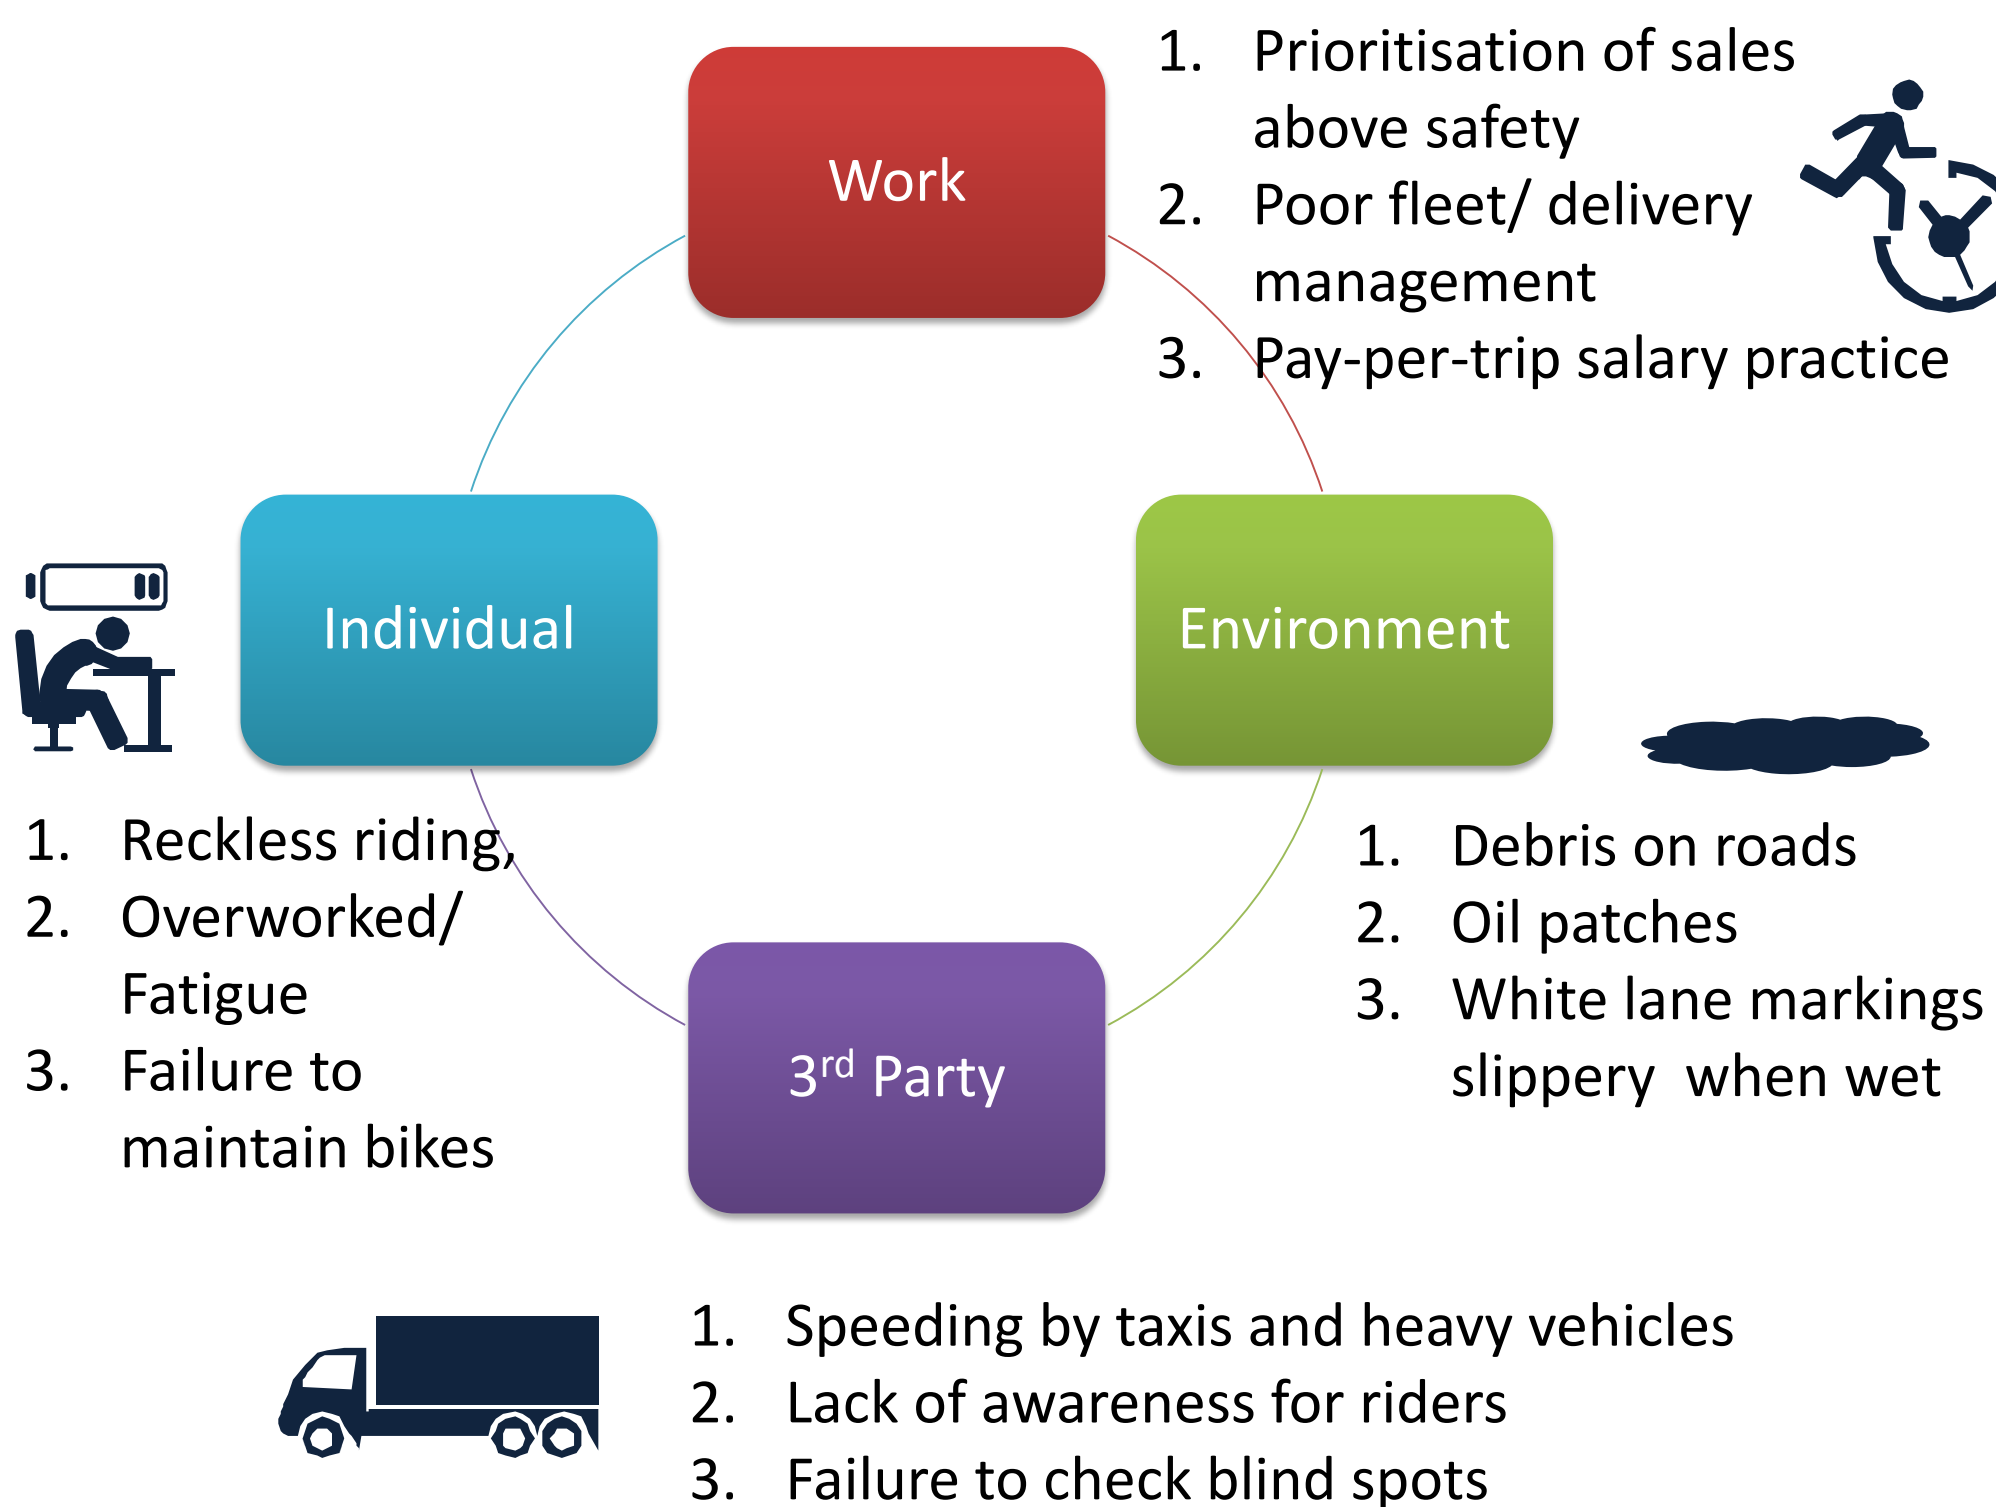 Work
1. Prioritisation of sales
above safety
2. Poor fleet/ delivery
management
3. Pay-per-trip salary practice
Individual
Environment
1. Reckless riding,
2. Overworked/
Fatigue
3. Failure to
maintain bikes
1. Debris on roads
2. Oil patches
3. White lane markings
slippery  when wet
3rd Party
1. Speeding by taxis and heavy vehicles
2. Lack of awareness for riders
3. Failure to check blind spots